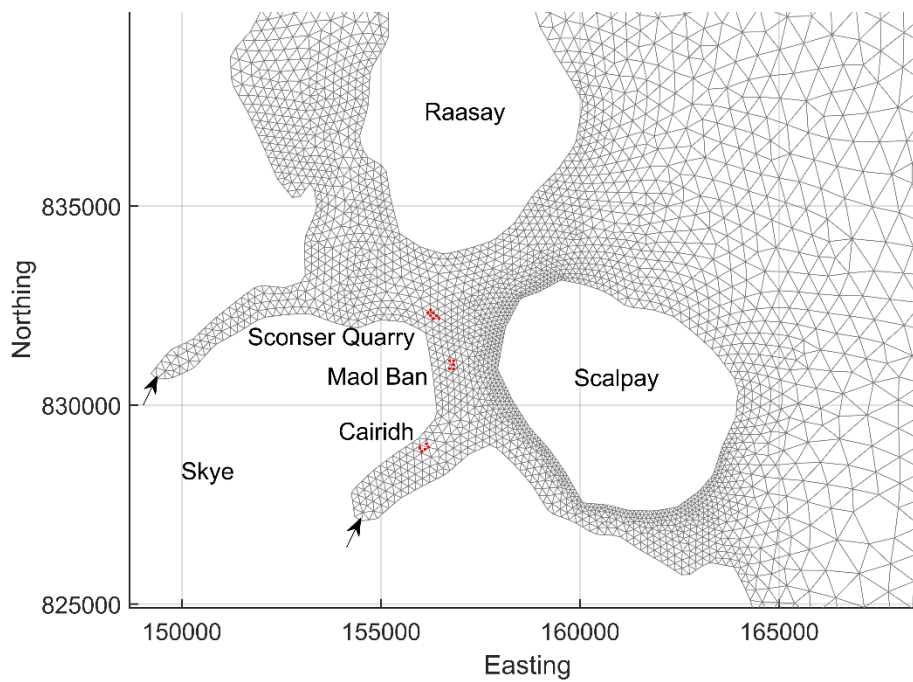 Raasay
835000
Northing
Sconser Quarry
Maol Ban
Scalpay
830000
Cairidh
Skye
825000
150000
155000
160000
165000
Easting